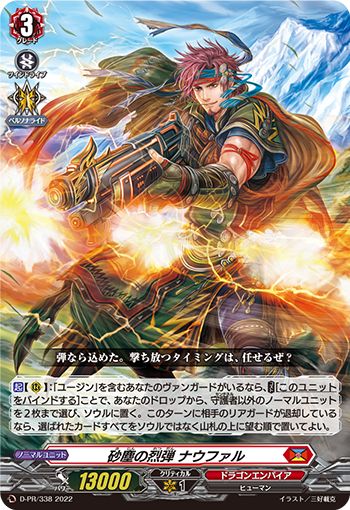 3
グレード
ツインドライブ
ペルソナライド
弾なら込めた。撃ち放つタイミングは、任せるぜ?
起【R】:「ユージン」を含むあなたのヴァンガードがいるなら、[このユニット
をバインドする]ことで、あなたのドロップから、守護者以外のノーマルユニット
を2枚まで選び、ソウルに置く。このターンに相手のリアガードが退却している
なら、選ばれたカードすべてをソウルではなく山札の上に望む順で置いてよい。
ノーマルユニット
砂塵の烈弾 ナウファル
ドラゴンエンパイア
パワー 13000
クリティカル 1
ヒューマン
D-PR/338 2022
イラスト/三好載克